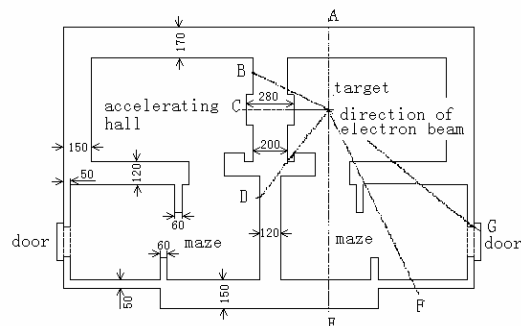 A
170
B
target
accelerating
hall
C
280
direction of
electron beam
150
200
120
50
D
60
G
door
60
maze
120
maze
door
50
150
F
E